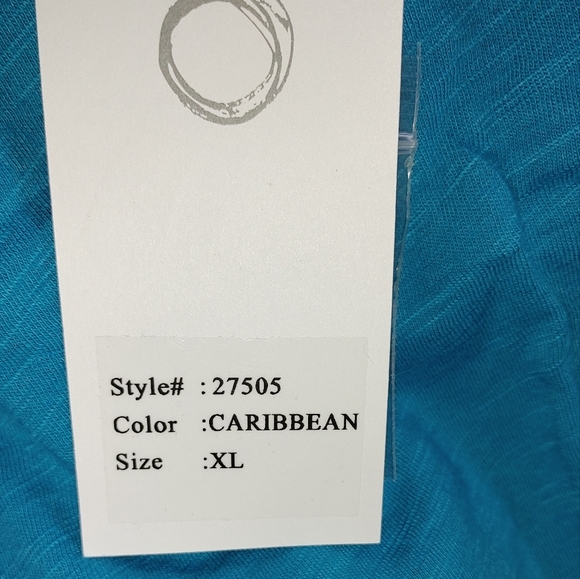 Style# : 27505
Color :CARIBBEAN
Size :XL